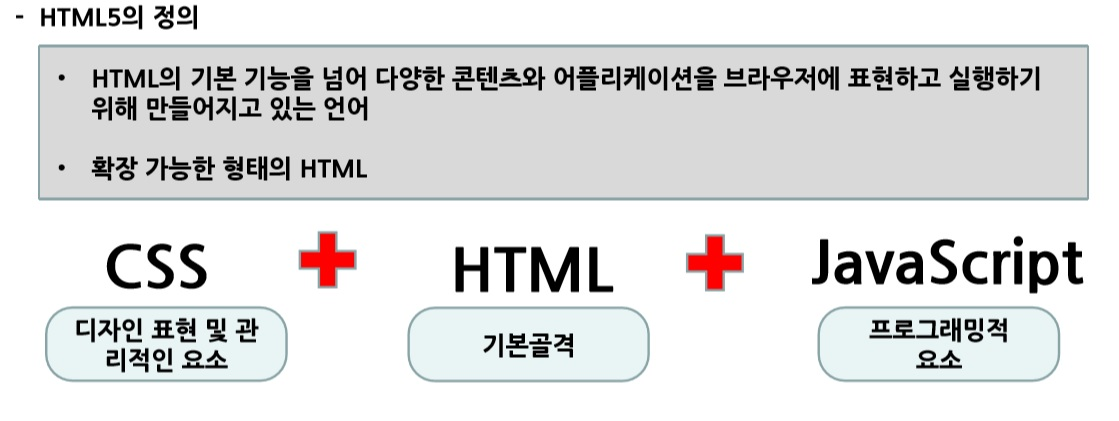 - HTML5의 정의
• HTML의 기본 기능을 넘어 다양한 콘텐츠와 어플리케이션을 브라우저에 표현하고 실행하기
위해 만들어지고 있는 언어
• 확장 가능한 형태의 HTML
CSS
HTML
JavaScript
디자인 표현 및 관
리적인 요소
기본골격
프로그래밍적
요소